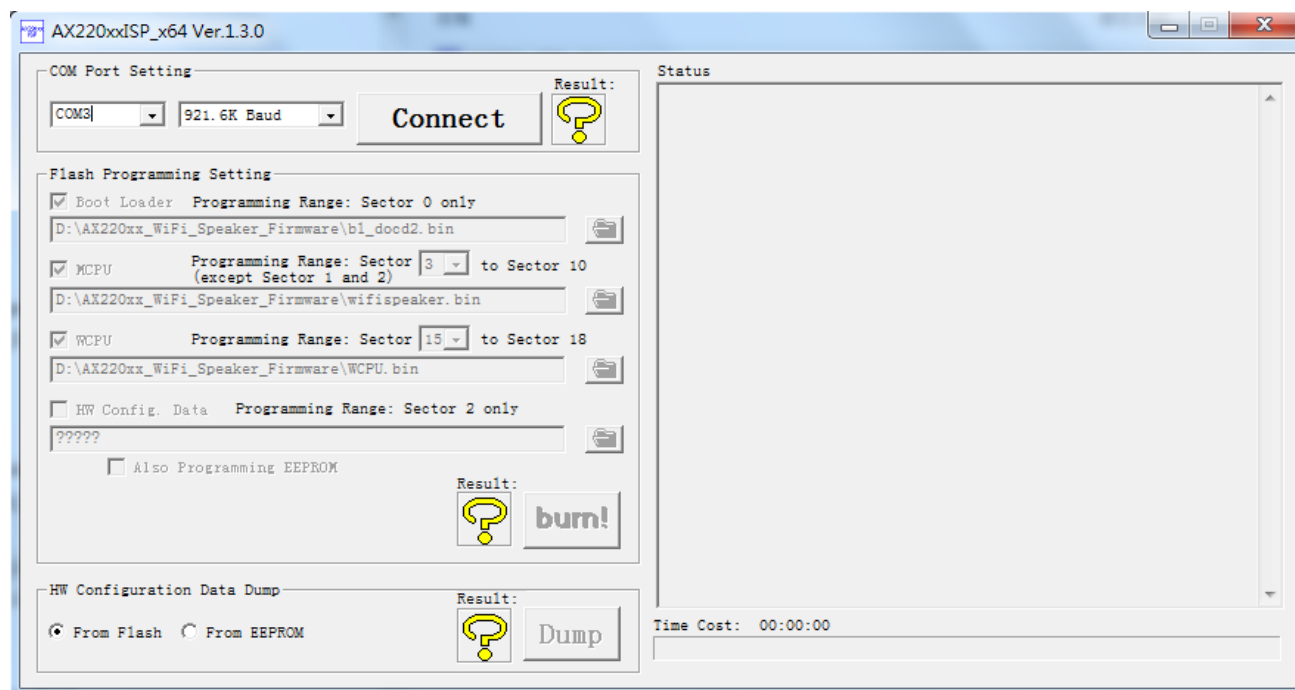 AX220xxISP_x64 Ver.1.3.0
COM Port Setting
Result:
COM3
921.6K Baud
Connect
Status
Flash Programming Setting
Boot Loader Programming Range: Sector 0 only
D:\AX220xx_WiFi_Speaker_Firmware\bl_docd2.bin
MCPU Programming Range: Sector 3 to Sector 10
(except Sector 1 and 2)
D:\AX220xx_WiFi_Speaker_Firmware\wifispeaker.bin
WCPU Programming Range: Sector 15 to Sector 18
D:\AX220xx_WiFi_Speaker_Firmware\WCPU.bin
HW Config. Data Programming Range: Sector 2 only
?????
Also Programming EEPROM
Result:
burn!
HW Configuration Data Dump
Result:
From Flash From EEPROM
Dump
Time Cost: 00:00:00